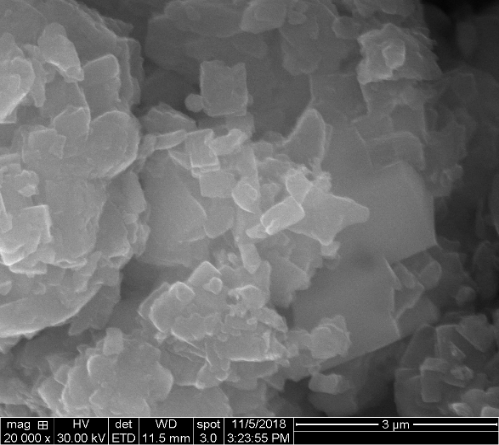 mag ⊞ HV det WD spot 11/5/2018 3 µm
20 000 x 30.00 kV ETD 11.5 mm 3.0 3:23:55 PM